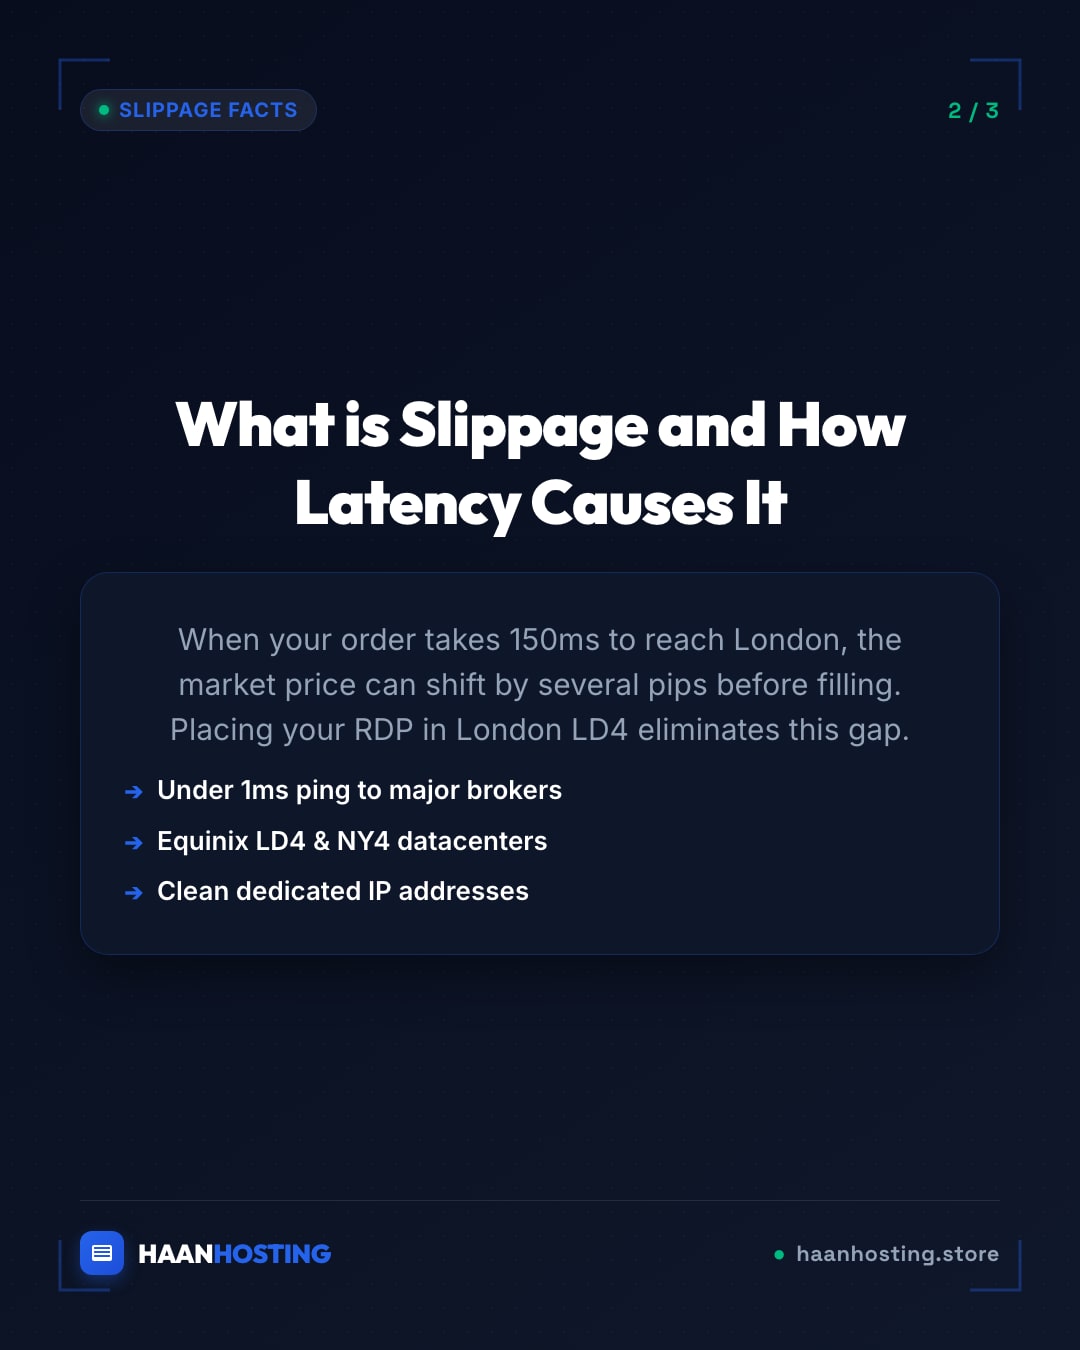 SLIPPAGE FACTS
2 / 3
What is Slippage and How
Latency Causes It
When your order takes 150ms to reach London, the
market price can shift by several pips before filling.
Placing your RDP in London LD4 eliminates this gap.
➔ Under 1ms ping to major brokers
➔ Equinix LD4 & NY4 datacenters
➔ Clean dedicated IP addresses
HAANHOSTING
haanhosting.store